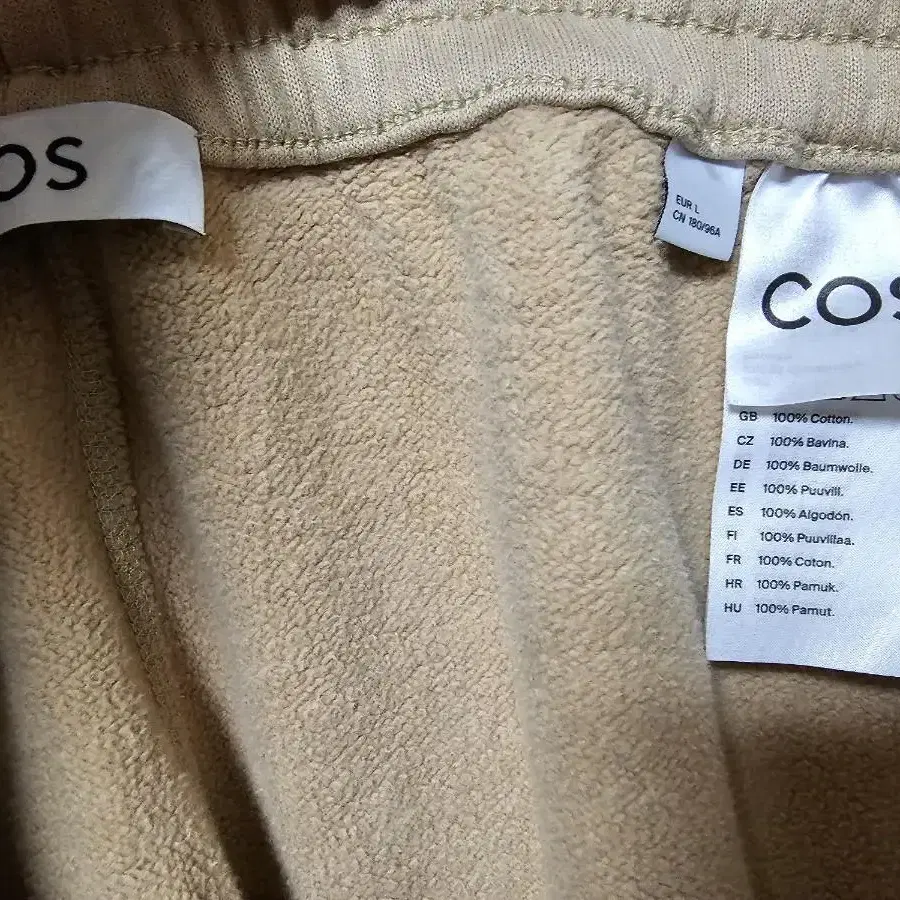 OS
EUR L
CN 180/96A
COS
GB 100% Cotton.
CZ 100% Bavlna.
DE 100% Baumwolle.
EE 100% Puuvill.
ES 100% Algodón.
FI 100% Puuvillaa.
FR 100% Coton.
HR 100% Pamuk.
HU 100% Pamut.